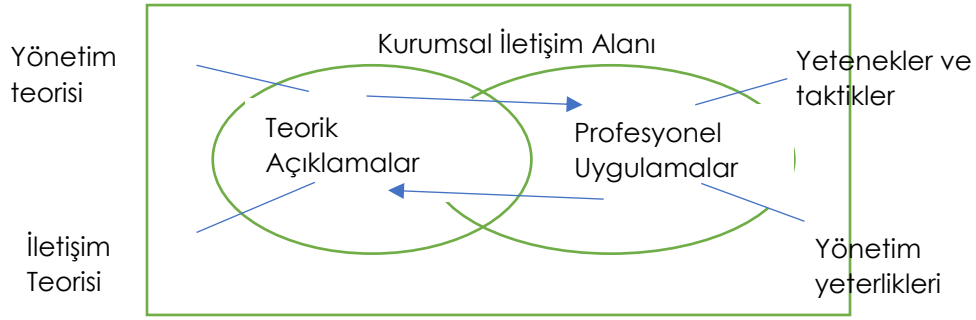 Kurumsal İletişim Alanı
Yönetim
teorisi
Yetenekler ve
taktikler
Teorik
Açıklamalar
Profesyonel
Uygulamalar
İletişim
Teorisi
Yönetim
yeterlikleri